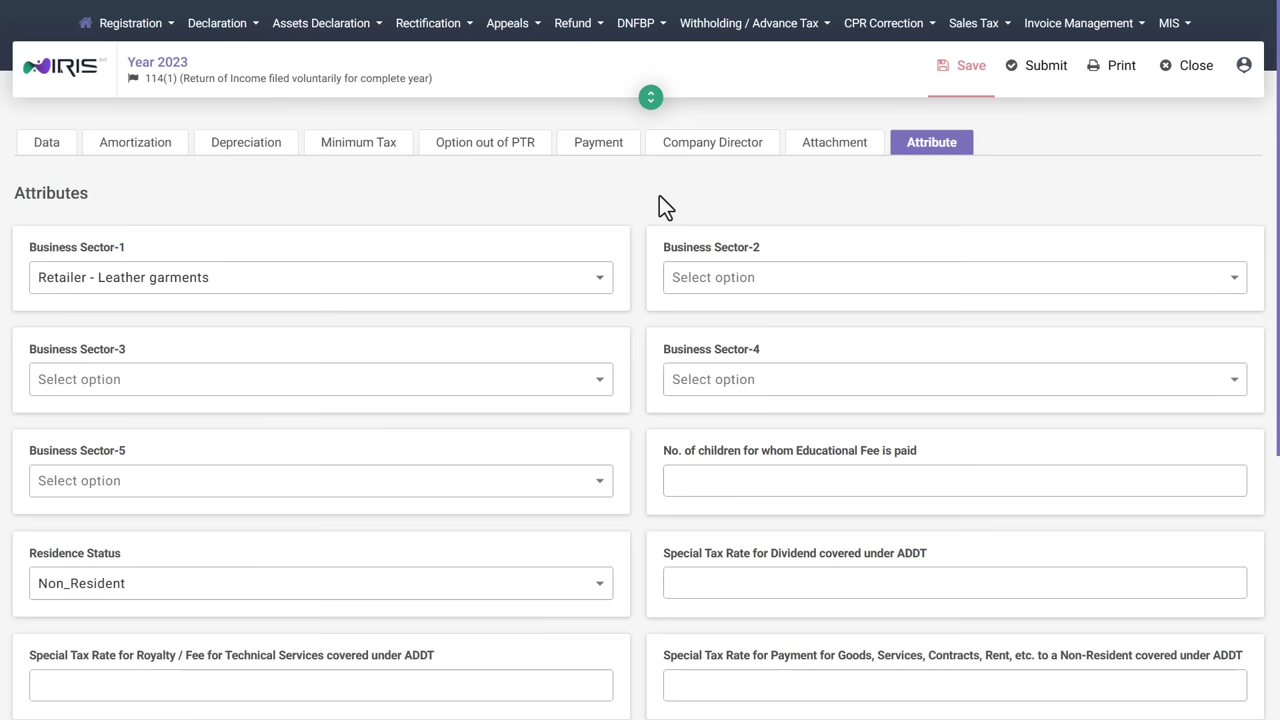 Registration Declaration Assets Declaration Rectification Appeals Refund DNFBP Withholding / Advance Tax CPR Correction Sales Tax Invoice Management MIS
IRIS
Year 2023
114(1) (Return of Income filed voluntarily for complete year)
Save Submit Print Close
Data Amortization Depreciation Minimum Tax Option out of PTR Payment Company Director Attachment Attribute
Attributes
Business Sector-1 Business Sector-2
Retailer - Leather garments Select option
Business Sector-3 Business Sector-4
Select option Select option
Business Sector-5 No. of children for whom Educational Fee is paid
Select option
Residence Status Special Tax Rate for Dividend covered under ADDT
Non_Resident
Special Tax Rate for Royalty / Fee for Technical Services covered under ADDT Special Tax Rate for Payment for Goods, Services, Contracts, Rent, etc. to a Non-Resident covered under ADDT